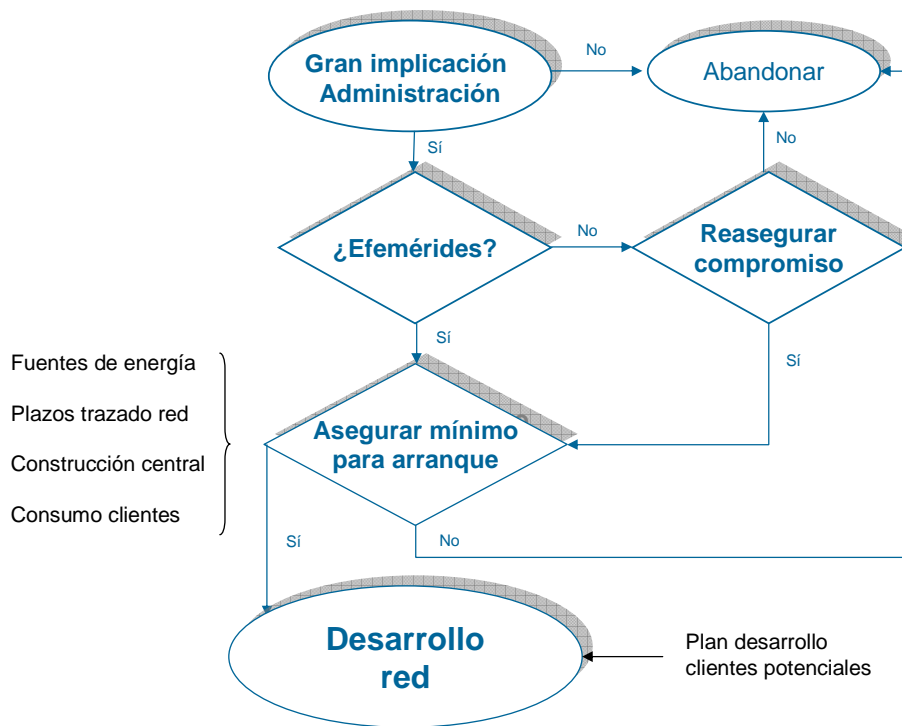 Gran implicación
Administración
No
Abandonar
Sí
No
¿Efemérides?
No
Reasegurar
compromiso
Sí
Sí
Fuentes de energía
Plazos trazado red
Construcción central
Consumo clientes
Asegurar mínimo
para arranque
Sí
No
Desarrollo
red
Plan desarrollo
clientes potenciales